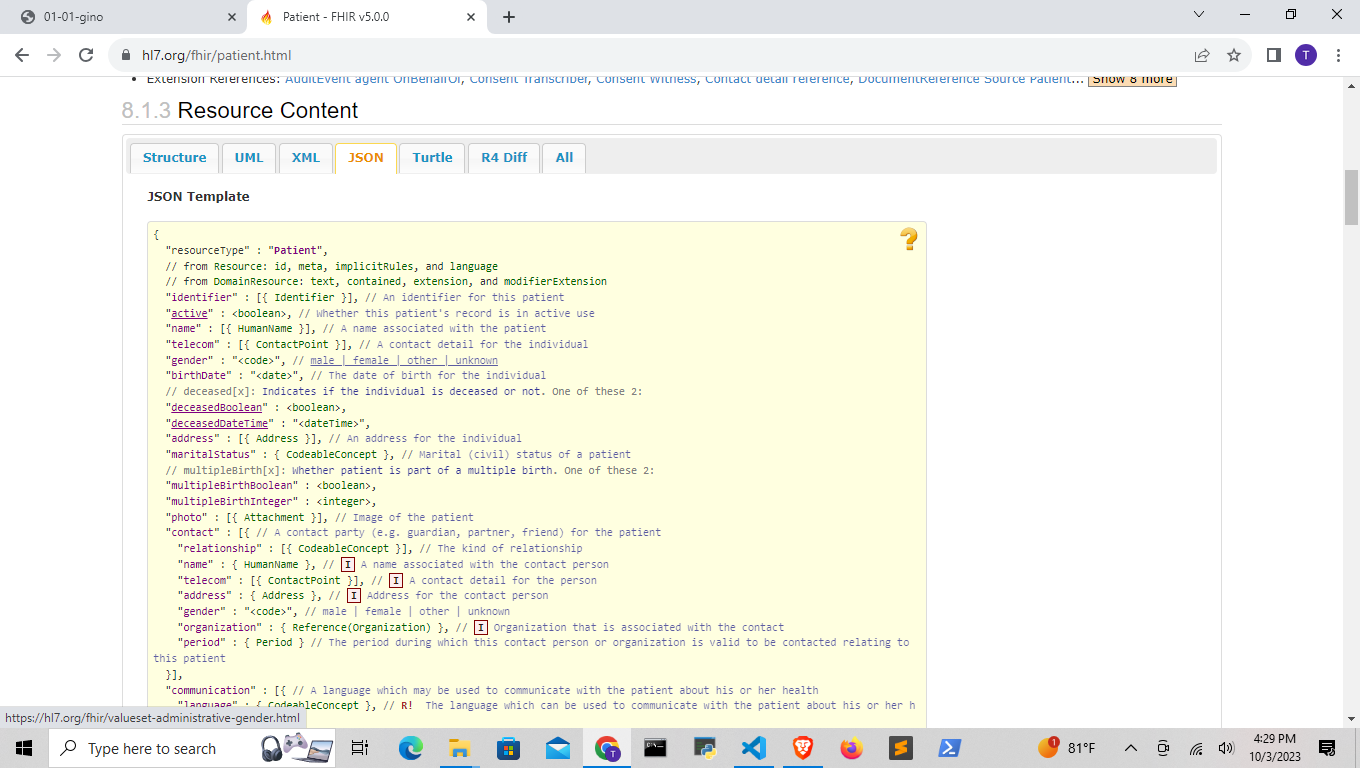 01-01-gino
Patient - FHIR v5.0.0
hl7.org/fhir/patient.html
T
Extension References: AuditEvent agent OnBehalfOf, Consent Transcriber, Consent Witness, Contact detail reference, DocumentReference Source Patient... Show 8 more
8.1.3 Resource Content
Structure UML XML JSON Turtle R4 Diff All
JSON Template
{
"resourceType" : "Patient",
// from Resource: id, meta, implicitRules, and language
// from DomainResource: text, contained, extension, and modifierExtension
"identifier" : [{ Identifier }], // An identifier for this patient
"active" : <boolean>, // Whether this patient's record is in active use
"name" : [{ HumanName }], // A name associated with the patient
"telecom" : [{ ContactPoint }], // A contact detail for the individual
"gender" : "<code>", // male | female | other | unknown
"birthDate" : "<date>", // The date of birth for the individual
// deceased[x]: Indicates if the individual is deceased or not. One of these 2:
"deceasedBoolean" : <boolean>,
"deceasedDateTime" : "<dateTime>",
"address" : [{ Address }], // An address for the individual
"maritalStatus" : { CodeableConcept }, // Marital (civil) status of a patient
// multipleBirth[x]: Whether patient is part of a multiple birth. One of these 2:
"multipleBirthBoolean" : <boolean>,
"multipleBirthInteger" : <integer>,
"photo" : [{ Attachment }], // Image of the patient
"contact" : [{ // A contact party (e.g. guardian, partner, friend) for the patient
"relationship" : [{ CodeableConcept }], // The kind of relationship
"name" : { HumanName }, // I A name associated with the contact person
"telecom" : [{ ContactPoint }], // I A contact detail for the person
"address" : { Address }, // I Address for the contact person
"gender" : "<code>", // male | female | other | unknown
"organization" : { Reference(Organization) }, // I Organization that is associated with the contact
"period" : { Period } // The period during which this contact person or organization is valid to be contacted relating to
this patient
}],
"communication" : [{ // A language which may be used to communicate with the patient about his or her health
"language" : { CodeableConcept }, // R! The language which can be used to communicate with the patient about his or her h
https://hl7.org/fhir/valueset-administrative-gender.html
Type here to search
1
81°F
4:29 PM
10/3/2023